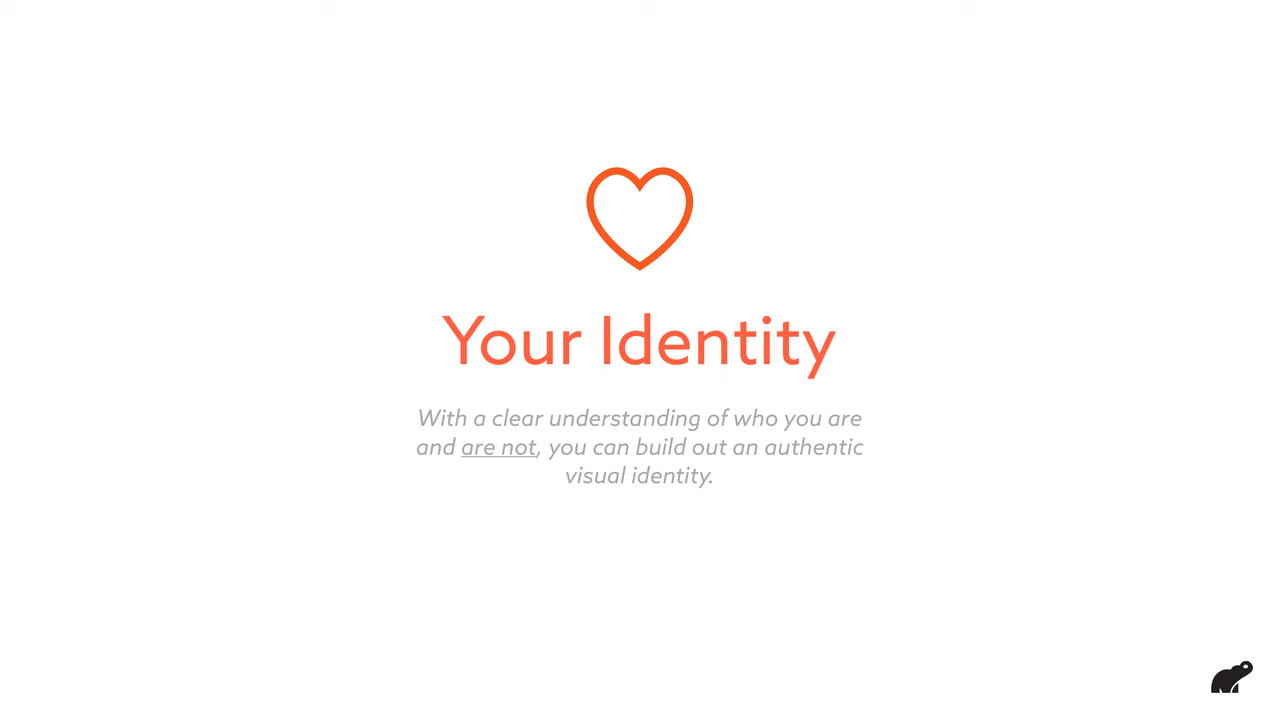 Your Identity
With a clear understanding of who you are
and are not, you can build out an authentic
visual identity.